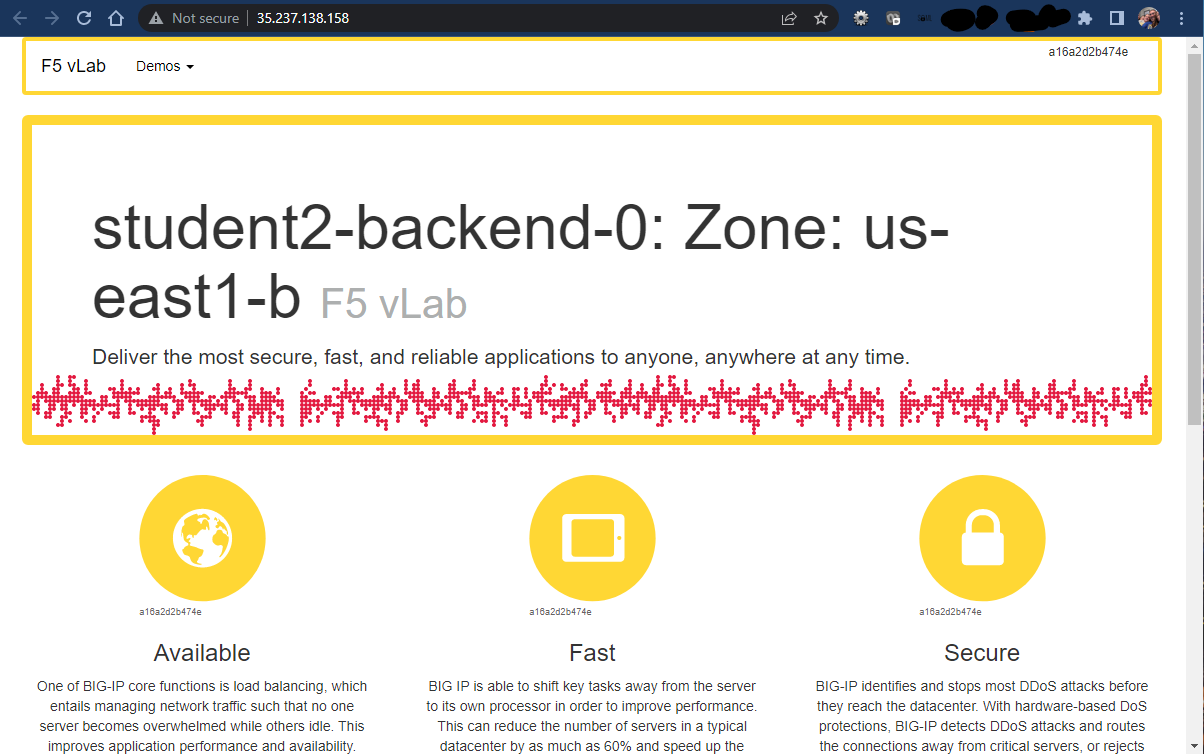 Not secure
35.237.138.158
F5 vLab
Demos
a16a2d2b474e
student2-backend-0: Zone: us-
east1-b F5 vLab
Deliver the most secure, fast, and reliable applications to anyone, anywhere at any time.
a16a2d2b474e
Available
One of BIG-IP core functions is load balancing, which
entails managing network traffic such that no one
server becomes overwhelmed while others idle. This
improves application performance and availability.
a16a2d2b474e
Fast
BIG IP is able to shift key tasks away from the server
to its own processor in order to improve performance.
This can reduce the number of servers in a typical
datacenter by as much as 60% and speed up the
a16a2d2b474e
Secure
BIG-IP identifies and stops most DDoS attacks before
they reach the datacenter. With hardware-based DoS
protections, BIG-IP detects DDoS attacks and routes
the connections away from critical servers, or rejects